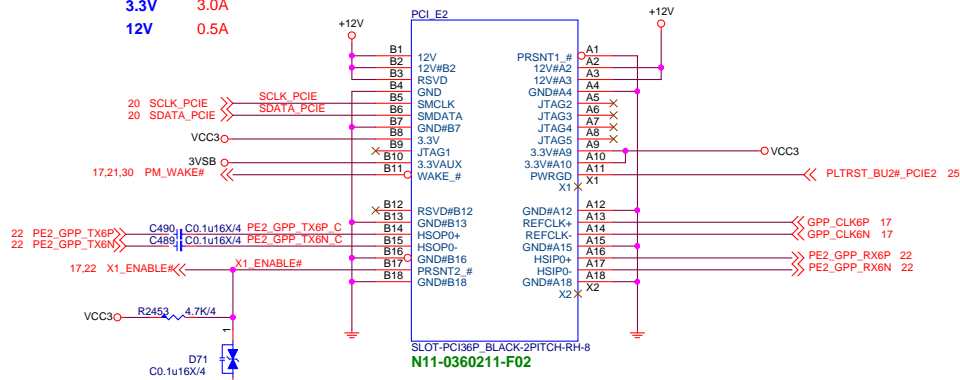 3.3V 3.0A
12V 0.5A
PCI_E2
+12V
+12V
B1 12V PRSNT1_# A1
B2 12V#B2 12V#A2 A2
B3 RSVD 12V#A3 A3
B4 GND GND#A4 A4
20 SCLK_PCIE SCLK_PCIE B5 SMCLK JTAG2 A5
20 SDATA_PCIE SDATA_PCIE B6 SMDATA JTAG3 A6
B7 GND#B7 JTAG4 A7
VCC3 B8 3.3V JTAG5 A8
B9 JTAG1 3.3V#A9 A9 VCC3
3VSB B10 3.3VAUX 3.3V#A10 A10
17,21,30 PM_WAKE# B11 WAKE_# PWRGD A11 PLTRST_BU2#_PCIE2 25
X1 X1
B12 RSVD#B12 GND#A12 A12
B13 GND#B13 REFCLK+ A13 GPP_CLK6P 17
22 PE2_GPP_TX6P C490 C0.1u16X/4 PE2_GPP_TX6P_C B14 HSOP0+ REFCLK- A14 GPP_CLK6N 17
22 PE2_GPP_TX6N C489 C0.1u16X/4 PE2_GPP_TX6N_C B15 HSOP0- GND#A15 A15
B16 GND#B16 HSIP0+ A16 PE2_GPP_RX6P 22
17,22 X1_ENABLE# X1_ENABLE# B17 PRSNT2_# HSIP0- A17 PE2_GPP_RX6N 22
B18 GND#B18 GND#A18 A18
X2 X2
VCC3 R2453 4.7K/4
1
SLOT-PCI36P_BLACK-2PITCH-RH-8
D71 N11-0360211-F02
C0.1u16X/4